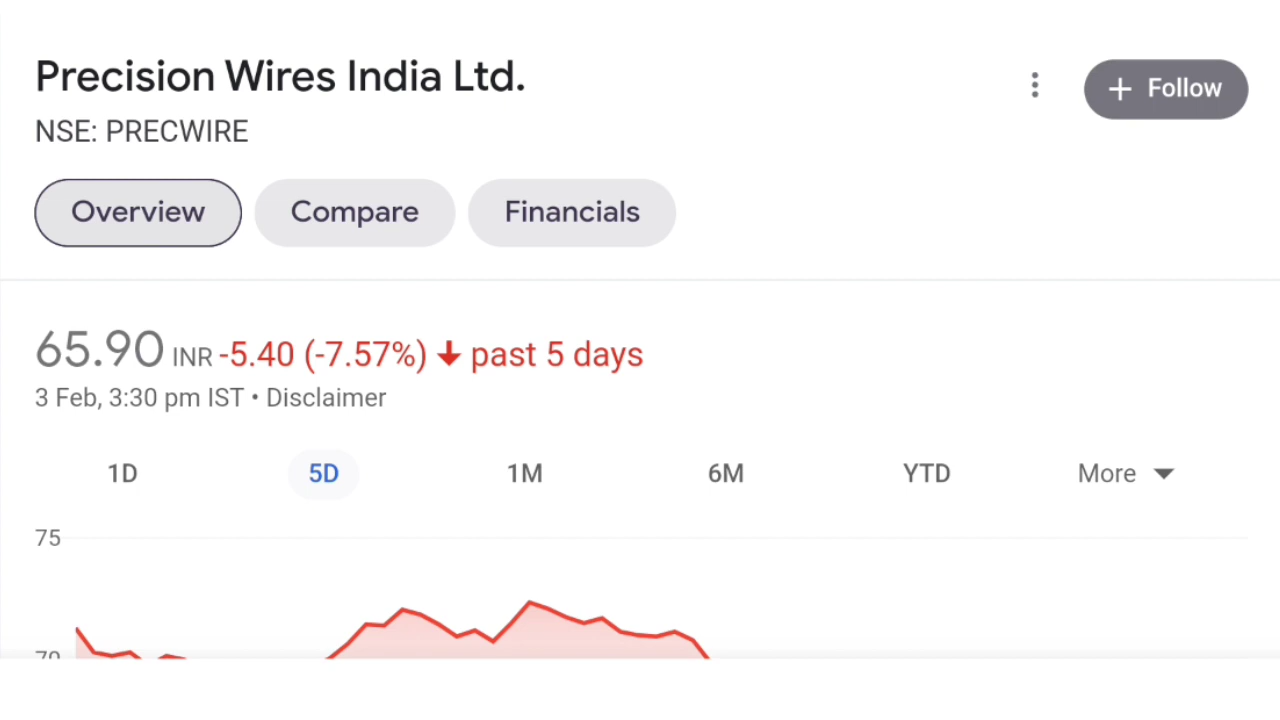 Precision Wires India Ltd.
+ Follow
NSE: PRECWIRE
Overview Compare Financials
65.90 INR -5.40 (-7.57%) ↓ past 5 days
3 Feb, 3:30 pm IST • Disclaimer
1D 5D 1M 6M YTD More
75